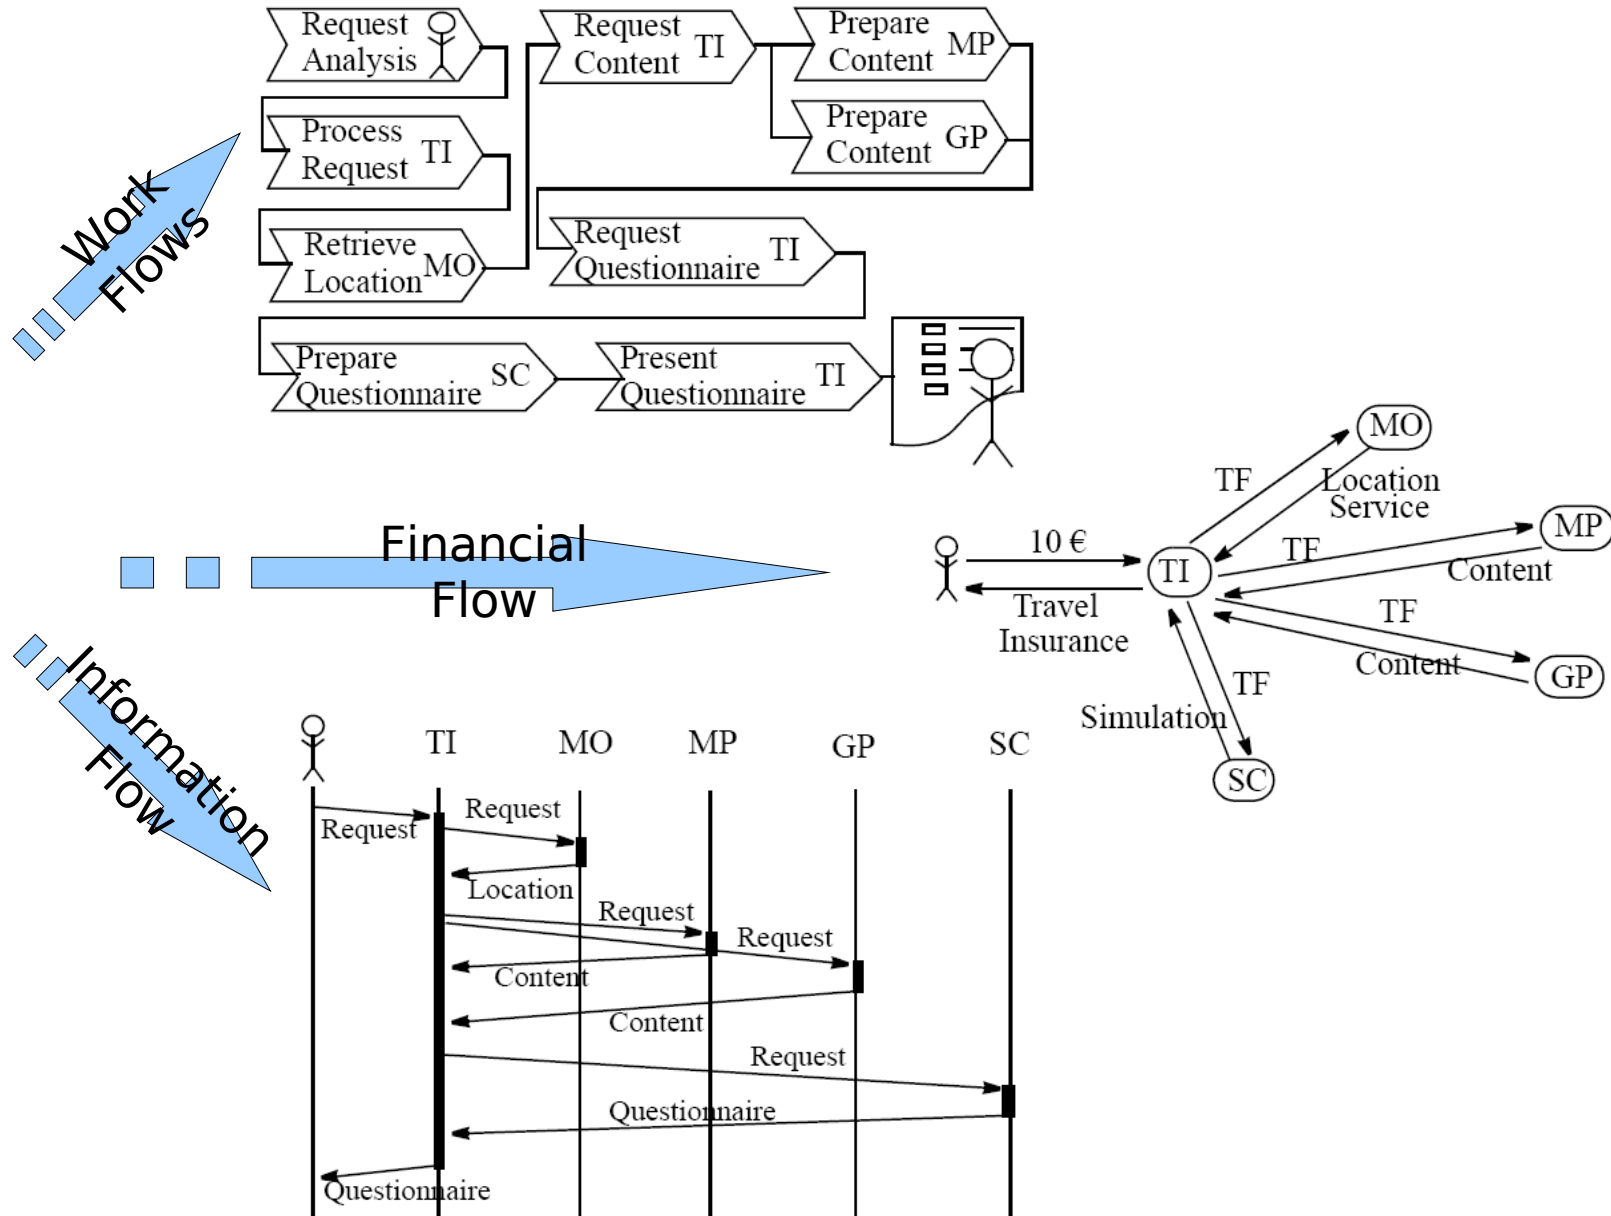 Work
Flows
Request
Analysis
Process
Request
TI
Retrieve
Location
MO
Request
Content
TI
Prepare
Content
MP
Prepare
Content
GP
Request
Questionnaire
TI
Prepare
Questionnaire
SC
Present
Questionnaire
TI
Financial
Flow
10 €
Travel
Insurance
TI
TF
Location
Service
MO
TF
Content
MP
TF
Content
GP
TF
Simulation
SC
Information
Flow
TI
MO
MP
GP
SC
Request
Request
Location
Request
Request
Content
Content
Request
Questionnaire
Questionnaire